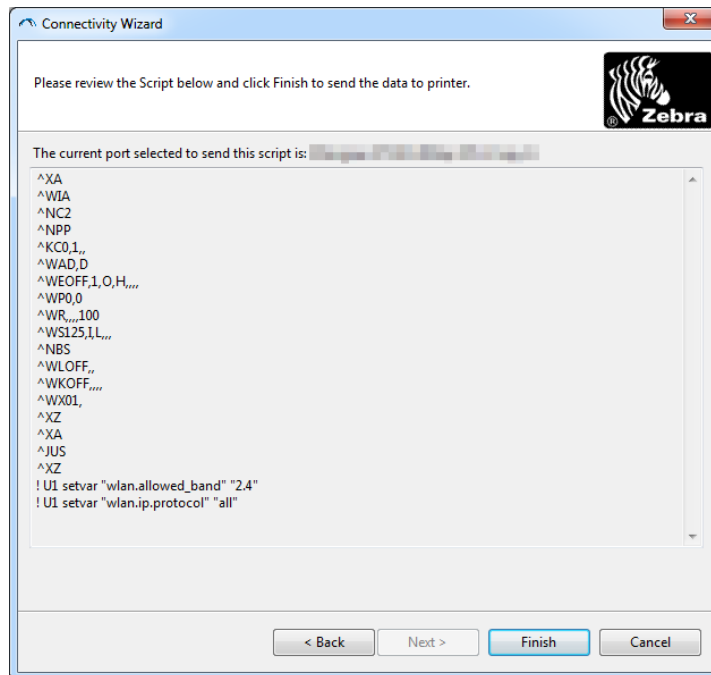 Connectivity Wizard
Please review the Script below and click Finish to send the data to printer.
® Zebra
The current port selected to send this script is:
^XA
^WIA
^NC2
^NPP
^KC0,1,,
^WAD,D
^WEOFF,1,O,H,,,,
^WP0,0
^WR,,,,100
^WS125,I,L,,,
^NBS
^WLOFF,,
^WKOFF,,,,
^WX01,
^XZ
^XA
^JUS
^XZ
! U1 setvar "wlan.allowed_band" "2.4"
! U1 setvar "wlan.ip.protocol" "all"
< Back Next > Finish Cancel